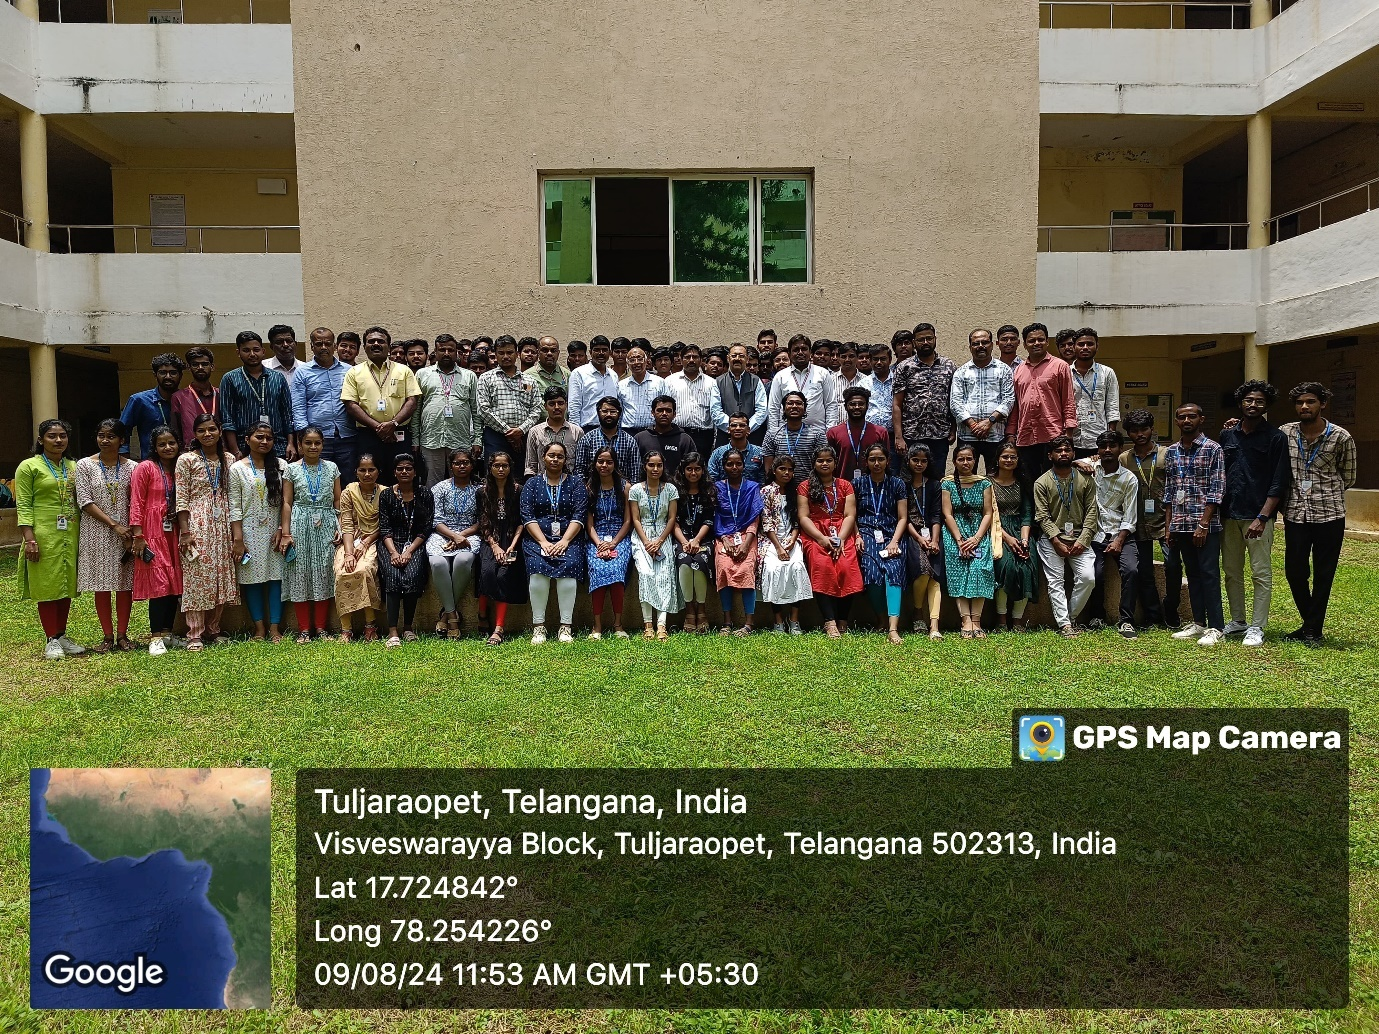 GPS Map Camera
Tuljaraopet, Telangana, India
Visveswarayya Block, Tuljaraopet, Telangana 502313, India
Lat 17.724842°
Long 78.254226°
09/08/24 11:53 AM GMT +05:30
Google